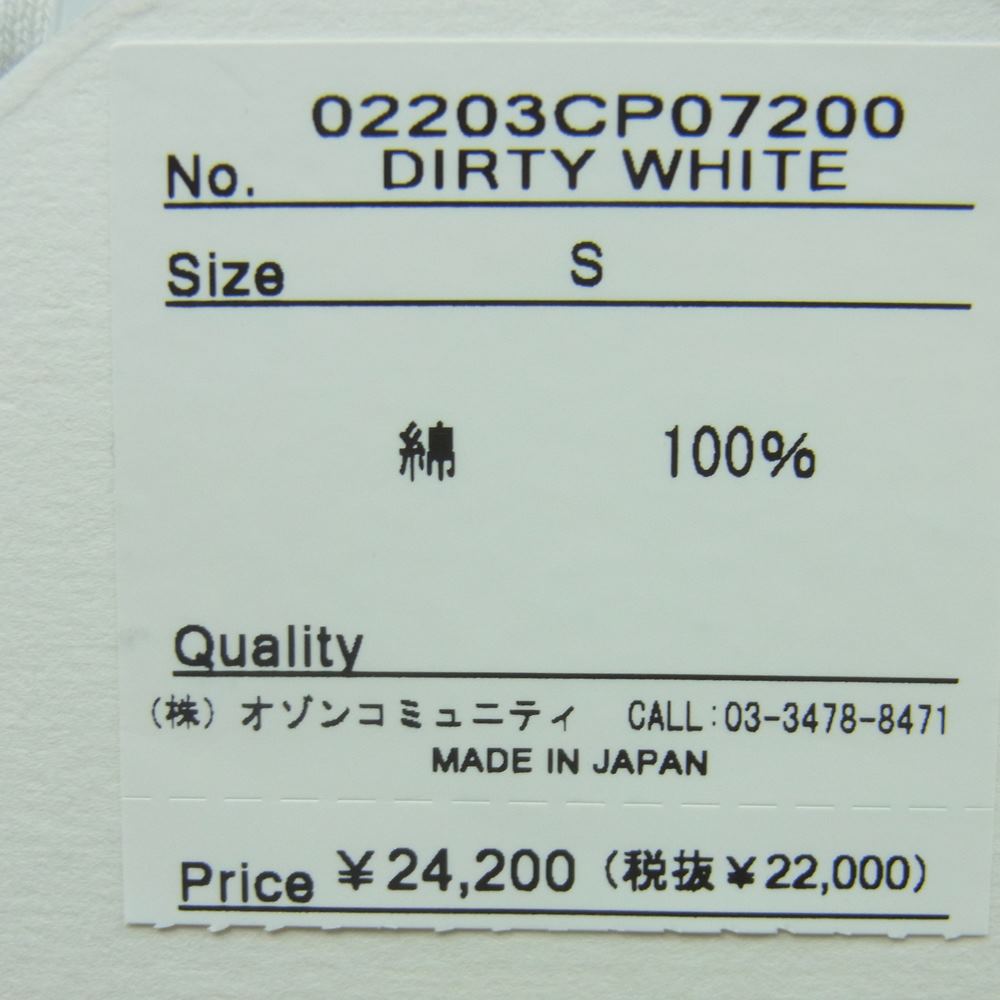 02203CP07200
No. DIRTY WHITE
Size S
綿 100%
Quality
(株)オゾンコミュニティ CALL:03-3478-8471
MADE IN JAPAN
Price ¥24,200(税抜¥22,000)